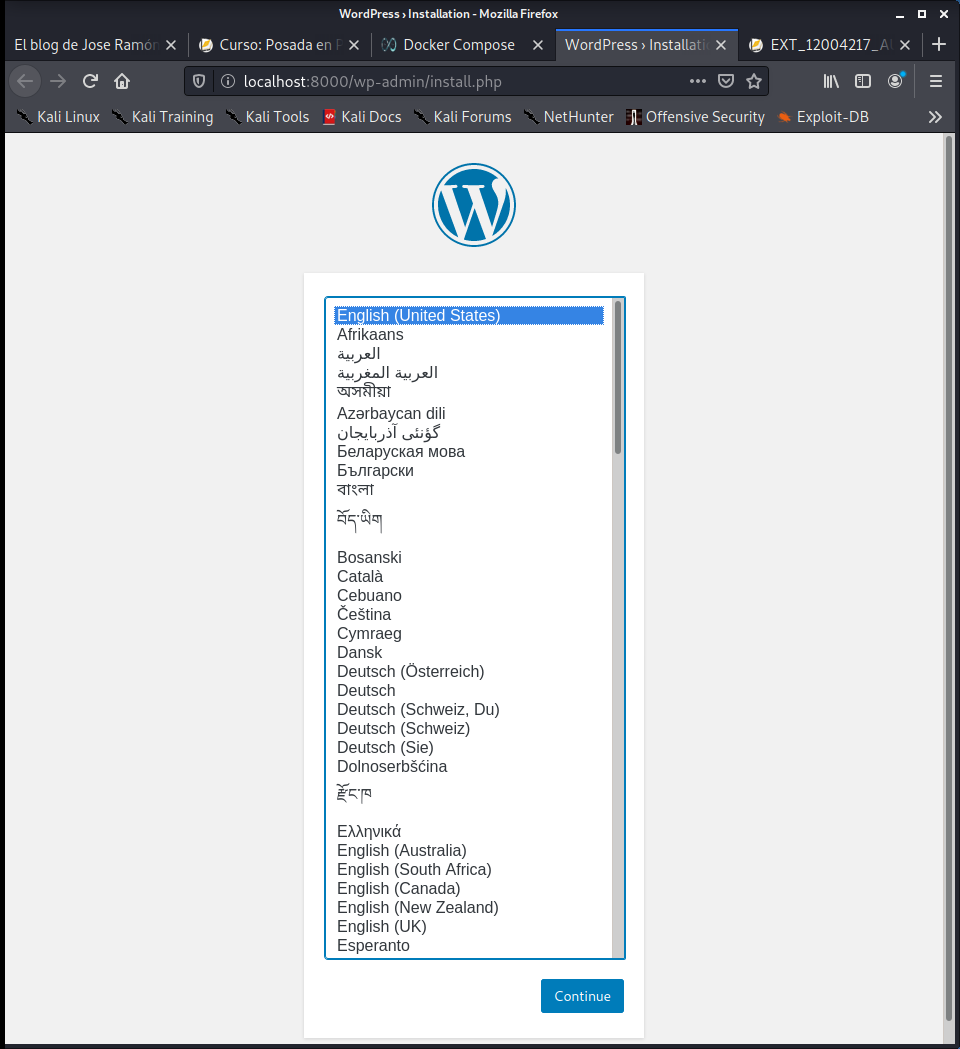 WordPress › Installation - Mozilla Firefox
El blog de Jose Ramón
Curso: Posada en P
Docker Compose
WordPress › Installati
EXT_12004217_
localhost:8000/wp-admin/install.php
Kali Linux
Kali Training
Kali Tools
Kali Docs
Kali Forums
NetHunter
Offensive Security
Exploit-DB
English (United States)
Afrikaans
العربية
العربية المغربية
অসমীয়া
Azərbaycan dili
گؤنئی آذربایجان
Беларуская мова
Български
বাংলা
བོད་ཡིག
Bosanski
Català
Cebuano
Čeština
Cymraeg
Dansk
Deutsch (Österreich)
Deutsch
Deutsch (Schweiz, Du)
Deutsch (Schweiz)
Deutsch (Sie)
Dolnoserbšćina
རྫོང་ཁ
Ελληνικά
English (Australia)
English (South Africa)
English (Canada)
English (New Zealand)
English (UK)
Esperanto
Continue